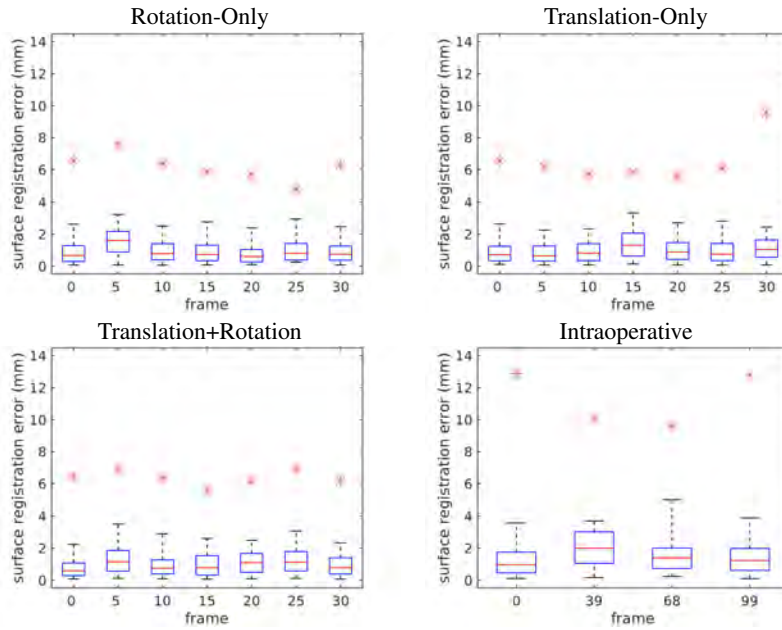 Rotation-Only
surface registration error (mm)
14
12
10
8
6
4
2
0
0 5 10 15 20 25 30
frame
Translation-Only
surface registration error (mm)
14
12
10
8
6
4
2
0
0 5 10 15 20 25 30
frame
Translation+Rotation
surface registration error (mm)
14
12
10
8
6
4
2
0
0 5 10 15 20 25 30
frame
Intraoperative
surface registration error (mm)
14
12
10
8
6
4
2
0
0 39 68 99
frame